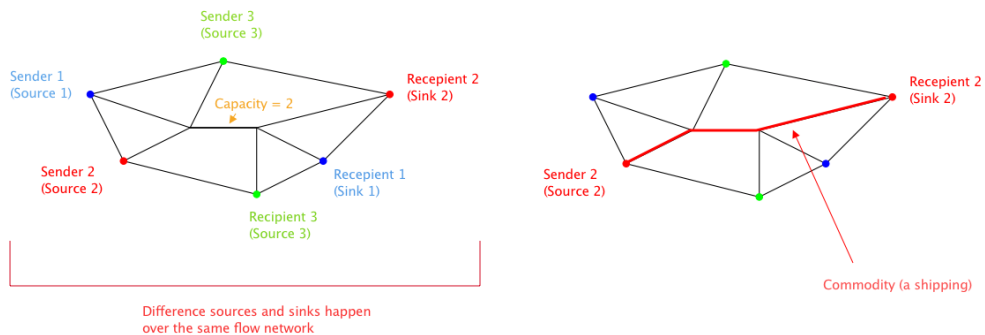 Sender 3
(Source 3)
Sender 1
(Source 1)
Recepient 2
(Sink 2)
Capacity = 2
Sender 2
(Source 2)
Recepient 1
(Sink 1)
Recipient 3
(Source 3)
Difference sources and sinks happen
over the same flow network
Recepient 2
(Sink 2)
Sender 2
(Source 2)
Commodity (a shipping)